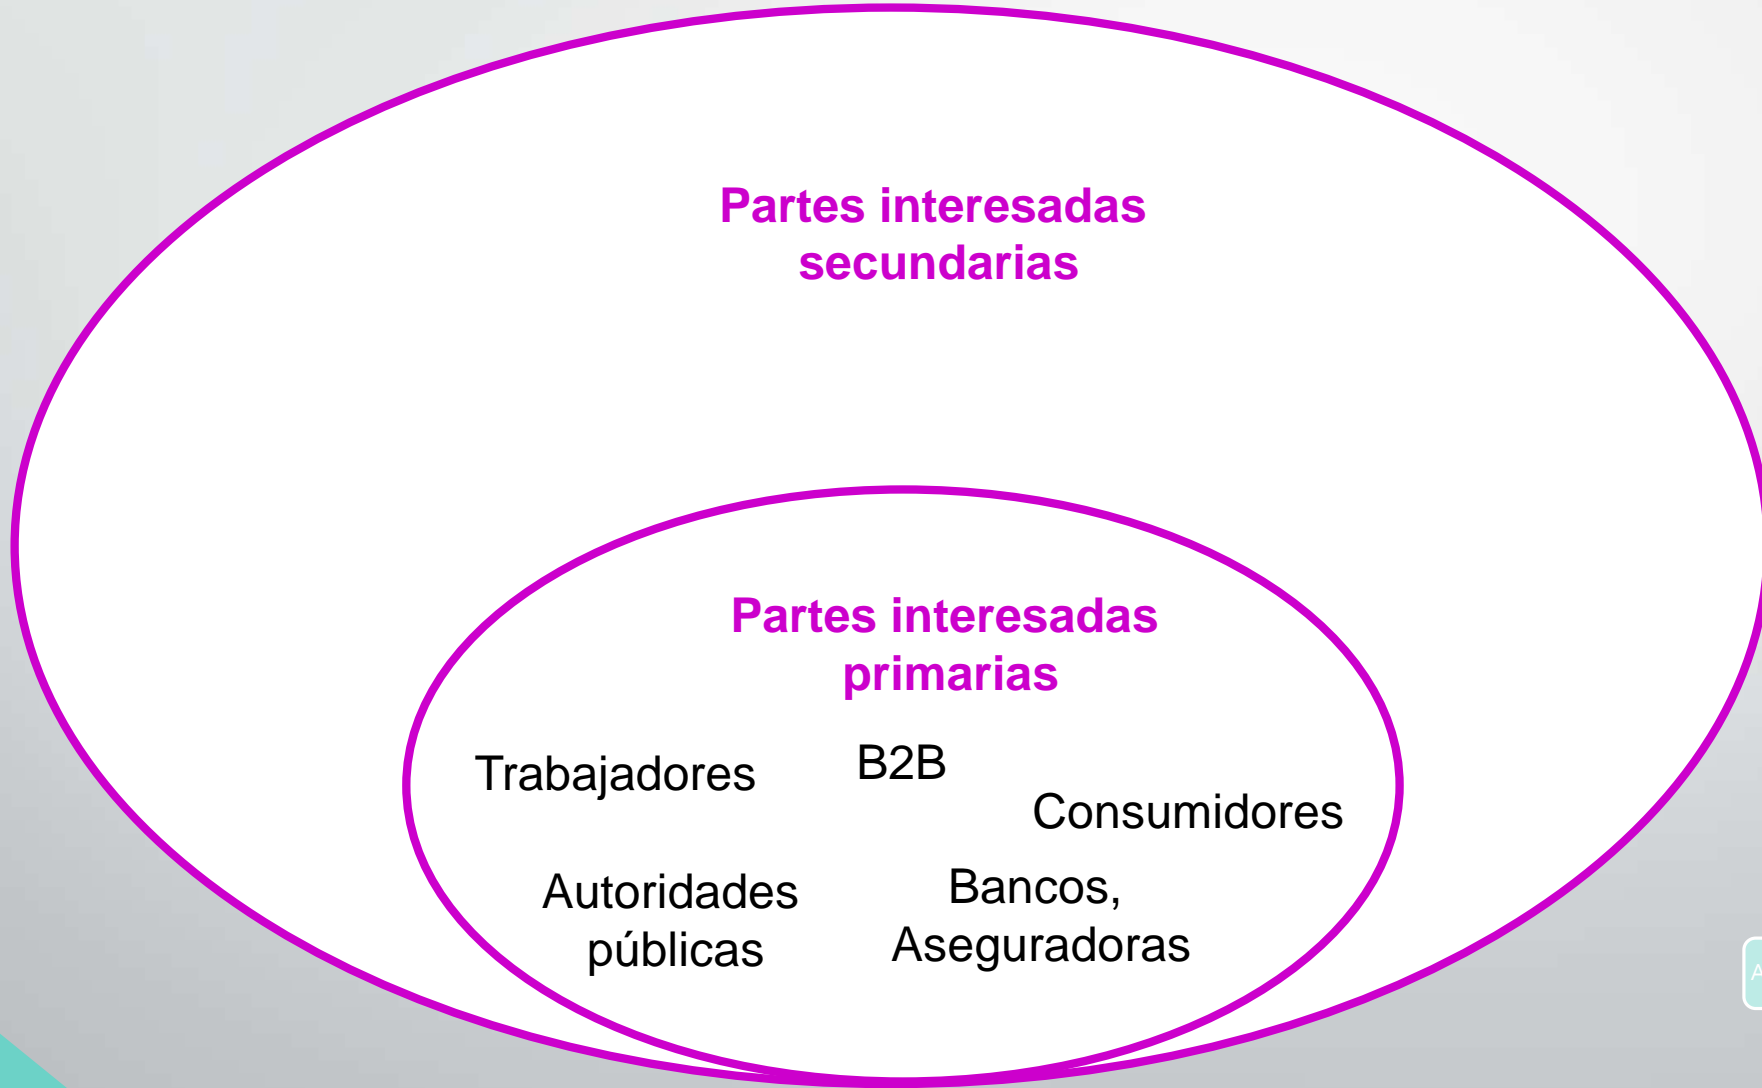 Partes interesadas
secundarias
Partes interesadas
primarias
Trabajadores
B2B
Consumidores
Autoridades
públicas
Bancos,
Aseguradoras
A